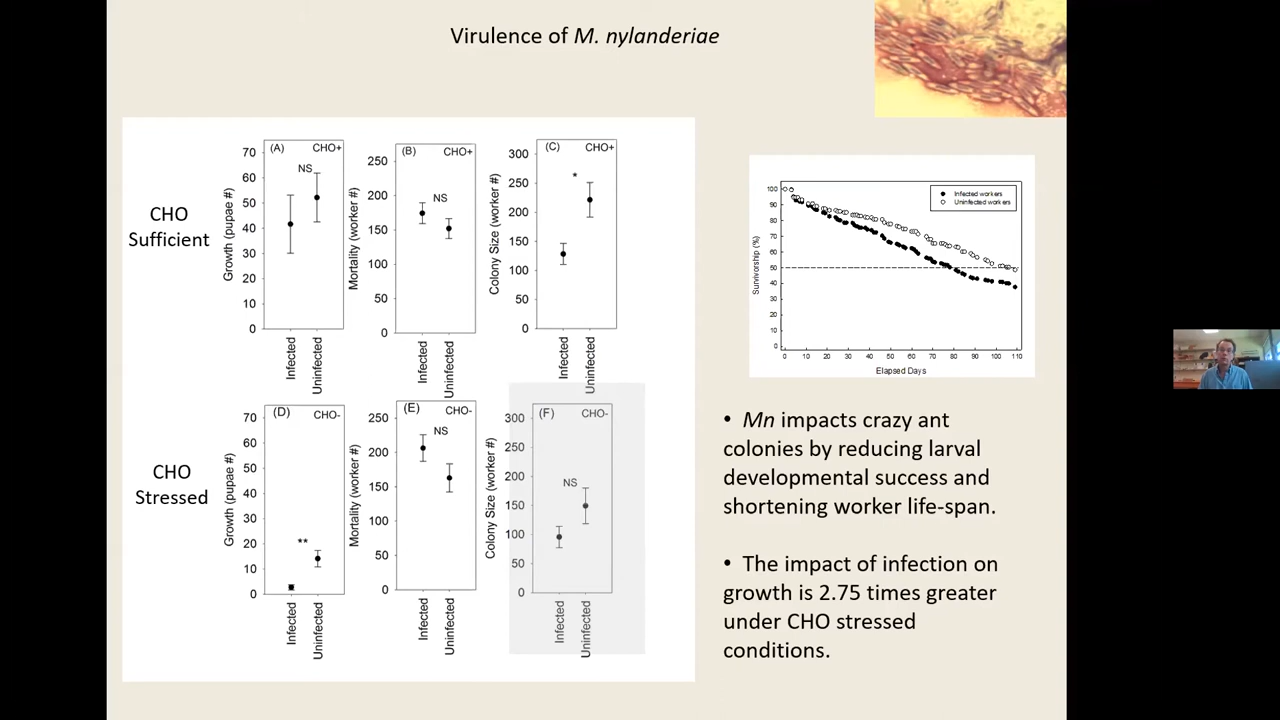 Virulence of M. nylanderiae
CHO
Sufficient
(A) CHO+
NS
Growth (pupae #)
70
60
50
40
30
20
10
0
Infected
Uninfected
(B) CHO+
NS
Mortality (worker #)
250
200
150
100
50
0
Infected
Uninfected
(C) CHO+
*
Colony Size (worker #)
300
250
200
150
100
50
0
Infected
Uninfected
CHO
Stressed
(D) CHO-
**
Growth (pupae #)
70
60
50
40
30
20
10
0
Infected
Uninfected
(E) CHO-
NS
Mortality (worker #)
250
200
150
100
50
0
Infected
Uninfected
(F) CHO-
NS
Colony Size (worker #)
300
250
200
150
100
50
0
Infected
Uninfected
Infected workers
Uninfected workers
Survivorship (%)
100
90
80
70
60
50
40
30
20
10
0
0 10 20 30 40 50 60 70 80 90 100 110
Elapsed Days
• Mn impacts crazy ant
colonies by reducing larval
developmental success and
shortening worker life-span.
• The impact of infection on
growth is 2.75 times greater
under CHO stressed
conditions.